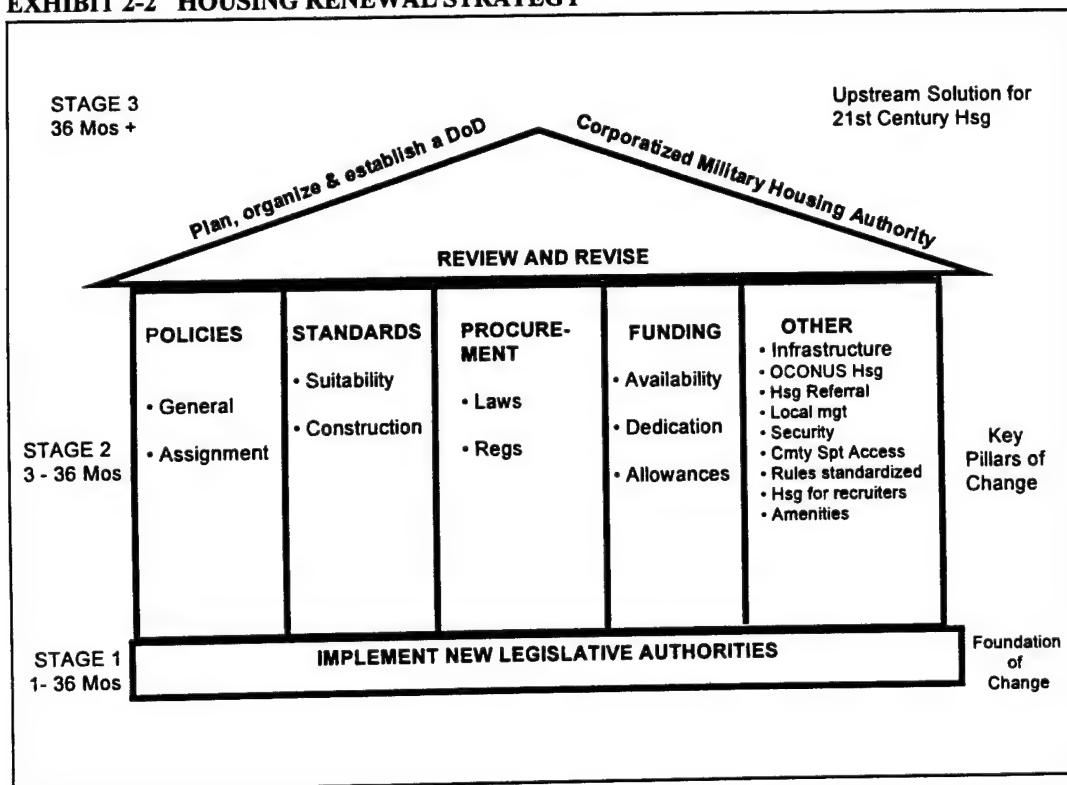 EXHIBIT 2-2 HOUSING RENEWAL STRATEGY
STAGE 3
36 Mos +
Upstream Solution for
21st Century Hsg
Plan, organize & establish a DoD
Corporatized Military Housing Authority
REVIEW AND REVISE
STAGE 2
3 - 36 Mos
POLICIES
• General
• Assignment
STANDARDS
• Suitability
• Construction
PROCURE-
MENT
• Laws
• Regs
FUNDING
• Availability
• Dedication
• Allowances
OTHER
• Infrastructure
• OCONUS Hsg
• Hsg Referral
• Local mgt
• Security
• Cmty Spt Access
• Rules standardized
• Hsg for recruiters
• Amenities
Key
Pillars of
Change
STAGE 1
1- 36 Mos
IMPLEMENT NEW LEGISLATIVE AUTHORITIES
Foundation
of
Change